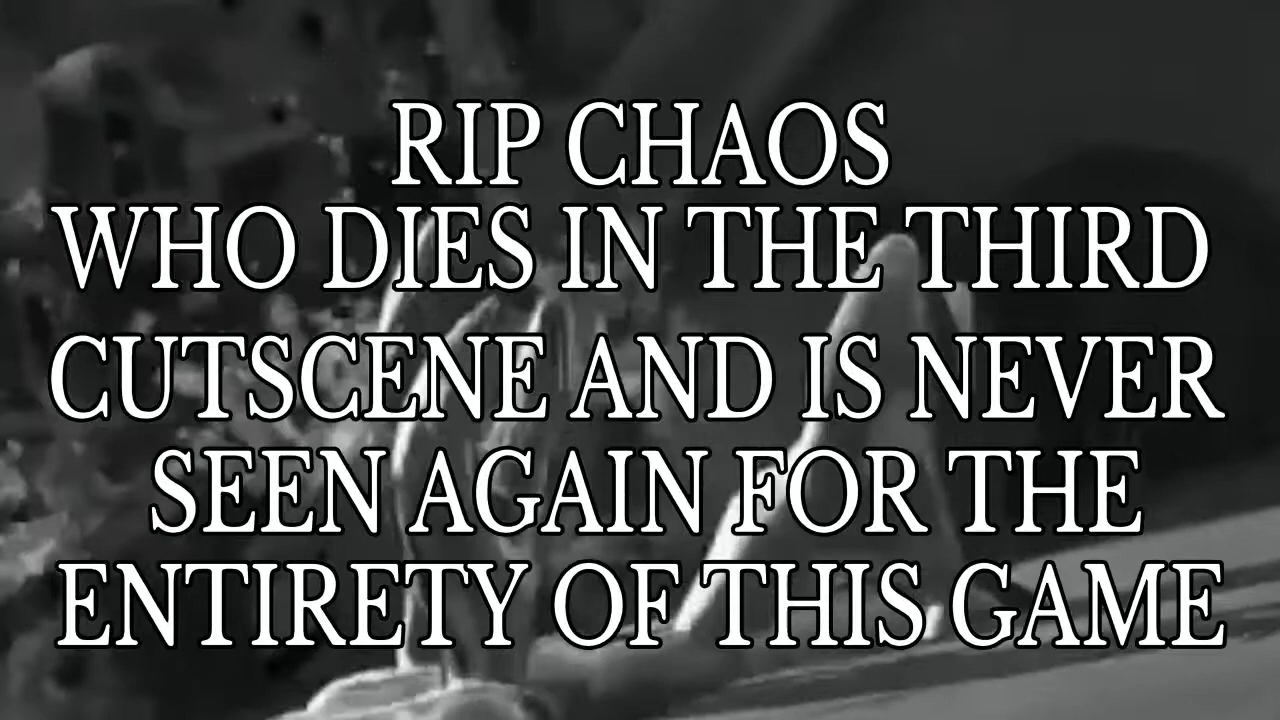 RIP CHAOS
WHO DIES IN THE THIRD
CUTSCENE AND IS NEVER
SEEN AGAIN FOR THE
ENTIRETY OF THIS GAME